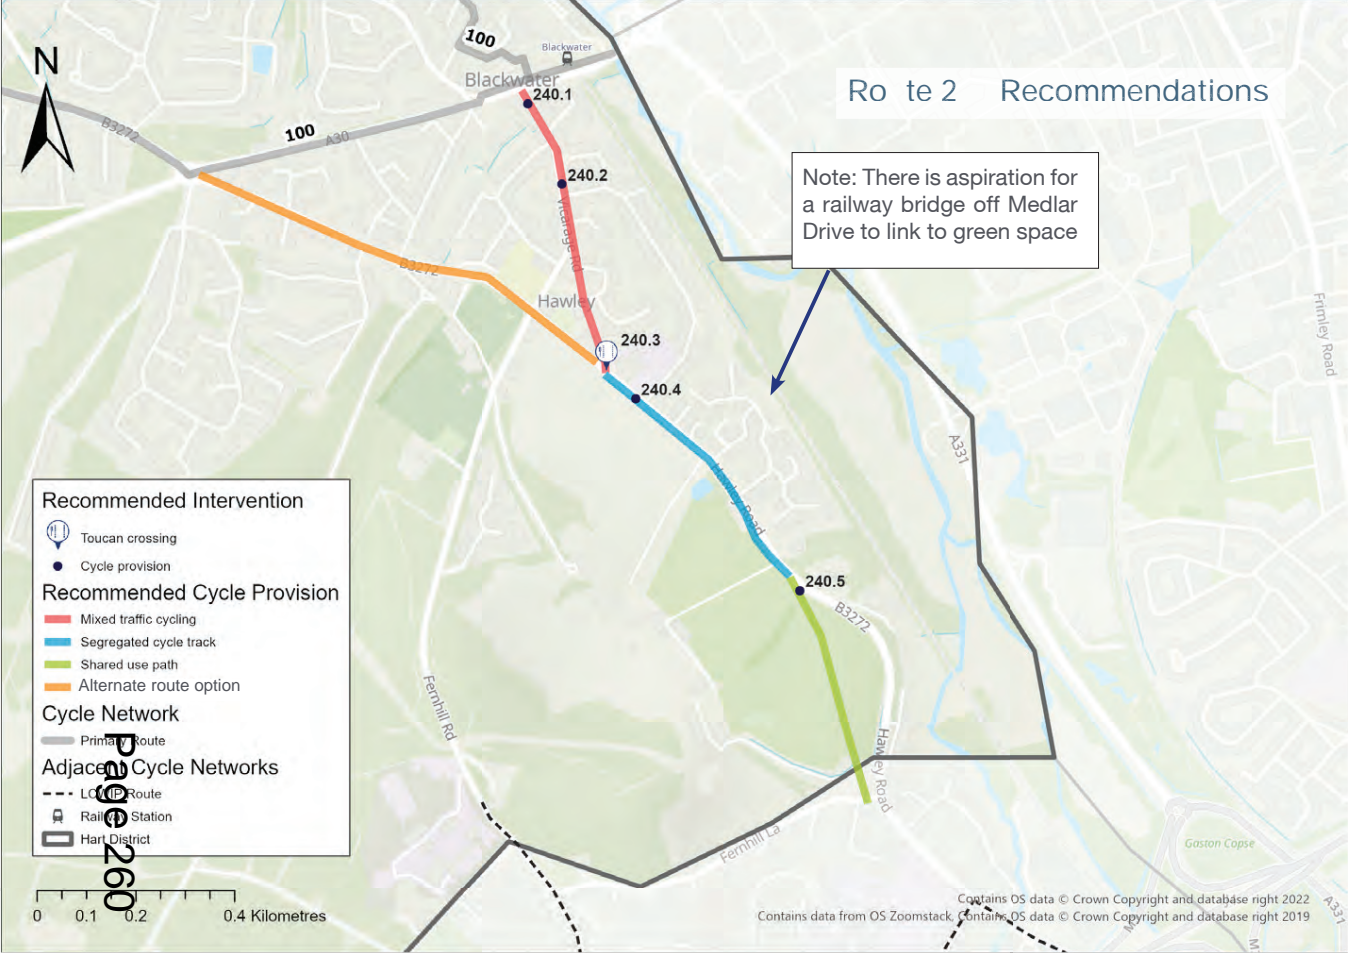 N
100
Blackwater
Blackwater
240.1
Ro te 2 Recommendations
B3272
100
A30
240.2
Note: There is aspiration for
a railway bridge off Medlar
Drive to link to green space
Vicarage Rd
B3272
Hawley
Frimley Road
240.3
240.4
A331
Hawley Road
Recommended Intervention
Toucan crossing
Cycle provision
Recommended Cycle Provision
Mixed traffic cycling
Segregated cycle track
Shared use path
Alternate route option
Cycle Network
Primary Route
Adjacent Cycle Networks
LCWIP Route
Railway Station
Hart District
Page 260
240.5
B3272
Fernhill Rd
Hawley Road
Fernhill La
Gaston Copse
A331
0 0.1 0.2 0.4 Kilometres
Contains OS data © Crown Copyright and database right 2022
Contains data from OS Zoomstack, Contains OS data © Crown Copyright and database right 2019